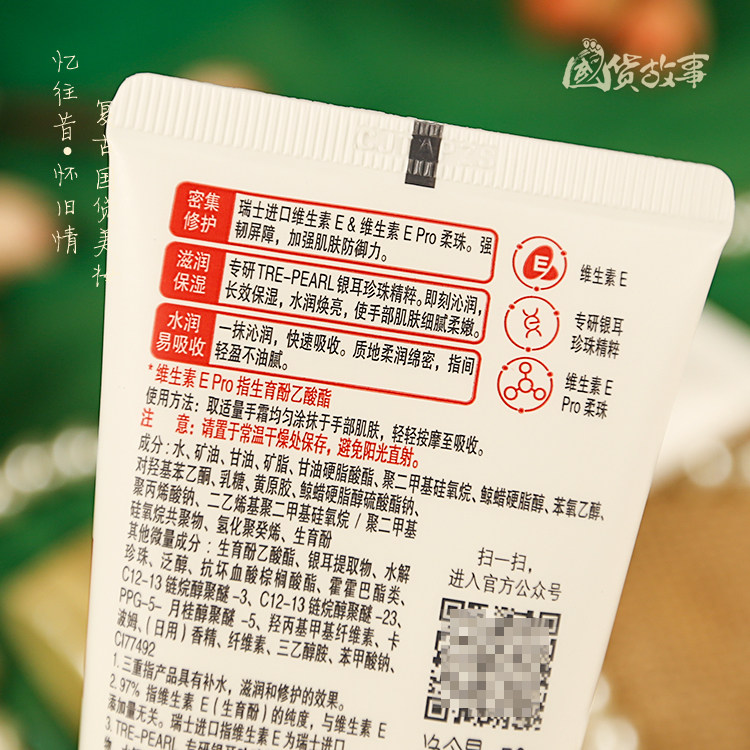 國货故事
忆往昔•怀旧情
复古国货美
密集
修护
瑞士进口维生素 E & 维生素 E Pro 柔珠。强
韧屏障，加强肌肤防御力。
滋润
保湿
专研 TRE-PEARL 银耳珍珠精粹。即刻沁润，
长效保湿，水润焕亮，使手部肌肤细腻柔嫩。
水润
易吸收
一抹沁润，快速吸收。质地柔润绵密，指间
轻盈不油腻。
E
维生素 E
专研银耳
珍珠精粹
维生素 E
Pro 柔珠
*维生素 E Pro 指生育酚乙酸酯
使用方法：取适量手霜均匀涂抹于手部肌肤，轻轻按摩至吸收。
注 意：请置于常温干燥处保存，避免阳光直射。
成分：水、矿油、甘油、矿脂、甘油硬脂酸酯、聚二甲基硅氧烷、鲸蜡硬脂醇、苯氧乙醇、
对羟基苯乙酮、乳糖、黄原胶、鲸蜡硬脂醇硫酸酯钠、
聚丙烯酸钠、二乙烯基聚二甲基硅氧烷 / 聚二甲基
硅氧烷共聚物、氢化聚癸烯、生育酚
其他微量成分：生育酚乙酸酯、银耳提取物、水解
珍珠、泛醇、抗坏血酸棕榈酸酯、霍霍巴酯类、
C12-13 链烷醇聚醚 -3、C12-13 链烷醇聚醚 -23、
PPG-5- 月桂醇聚醚 -5、羟丙基甲基纤维素、卡
波姆、（日用）香精、纤维素、三乙醇胺、苯甲酸钠、
CI77492
1. 三重指产品具有补水，滋润和修护的效果。
2. 97% 指维生素 E（生育酚）的纯度，与维生素 E
添加量无关。瑞士进口指维生素 E 为瑞士进口
3. TRE-PEARL 专研银耳
扫一扫，
进入官方公众号